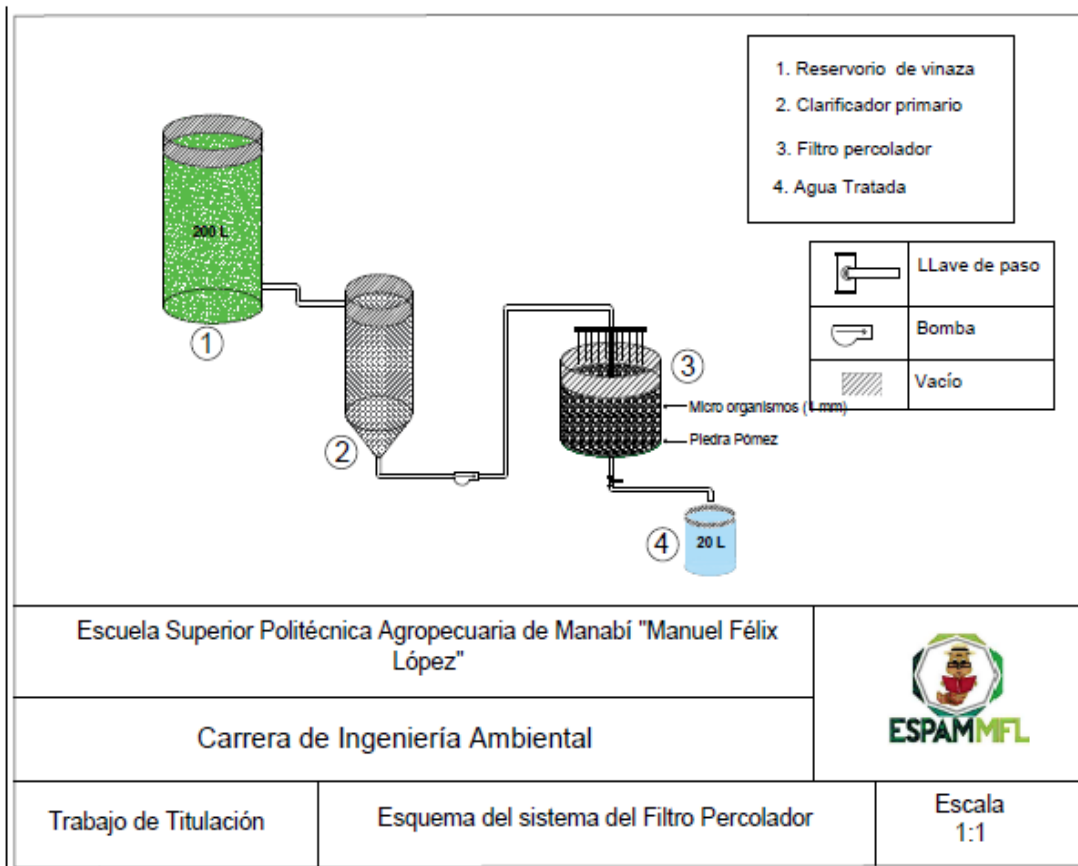 1. Reservorio de vinaza
2. Clarificador primario
3. Filtro percolador
4. Agua Tratada
LLave de paso
Bomba
Vacío
200 L
1
2
3
Micro organismos (1 mm)
Piedra Pómez
4
20 L
Escuela Superior Politécnica Agropecuaria de Manabí "Manuel Félix
López"
Carrera de Ingeniería Ambiental
ESPAMMFL
Trabajo de Titulación
Esquema del sistema del Filtro Percolador
Escala
1:1